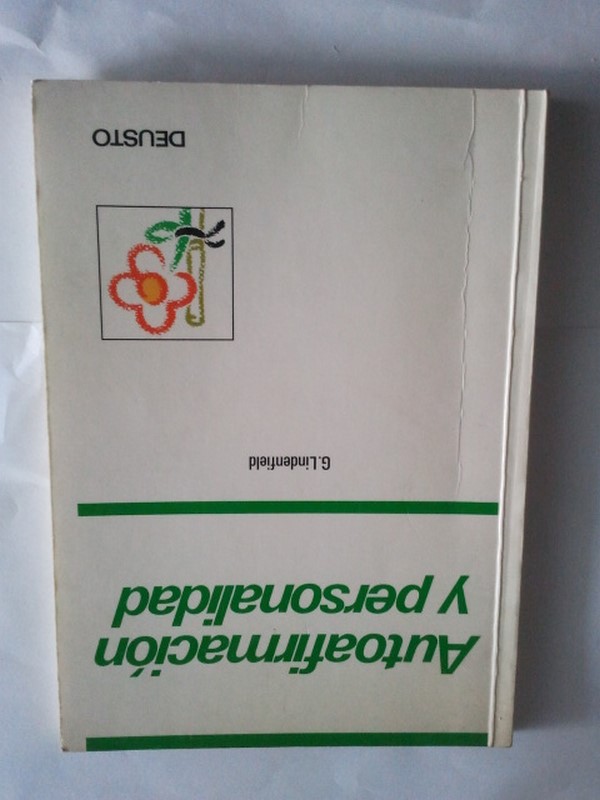 Autoafirmación
y personalidad
G. Lindenfield
DEUSTO